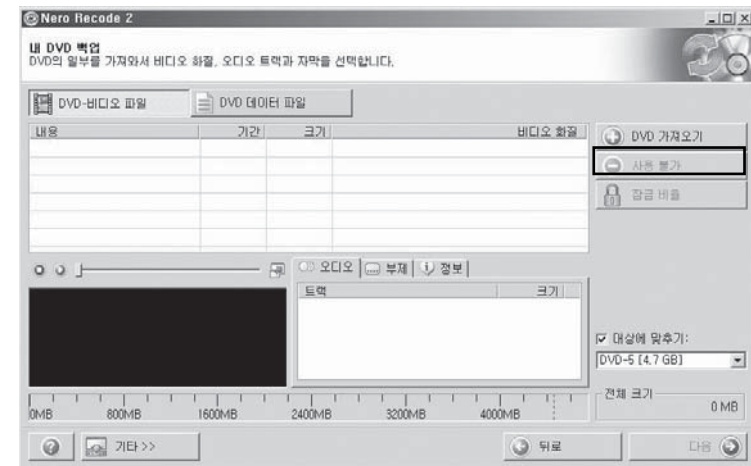 Nero Recode 2
내 DVD 백업
DVD의 일부를 가져와서 비디오 화질, 오디오 트랙과 자막을 선택합니다.
DVD-비디오 파일 DVD 데이터 파일
내용 기간 크기 비디오 화질
DVD 가져오기
사용 불가
잠금 비율
오디오 부제 정보
트랙 크기
대상에 맞추기:
DVD-5 [4.7 GB]
전체 크기
0 MB
0MB 800MB 1600MB 2400MB 3200MB 4000MB
기타 >> 뒤로 다음